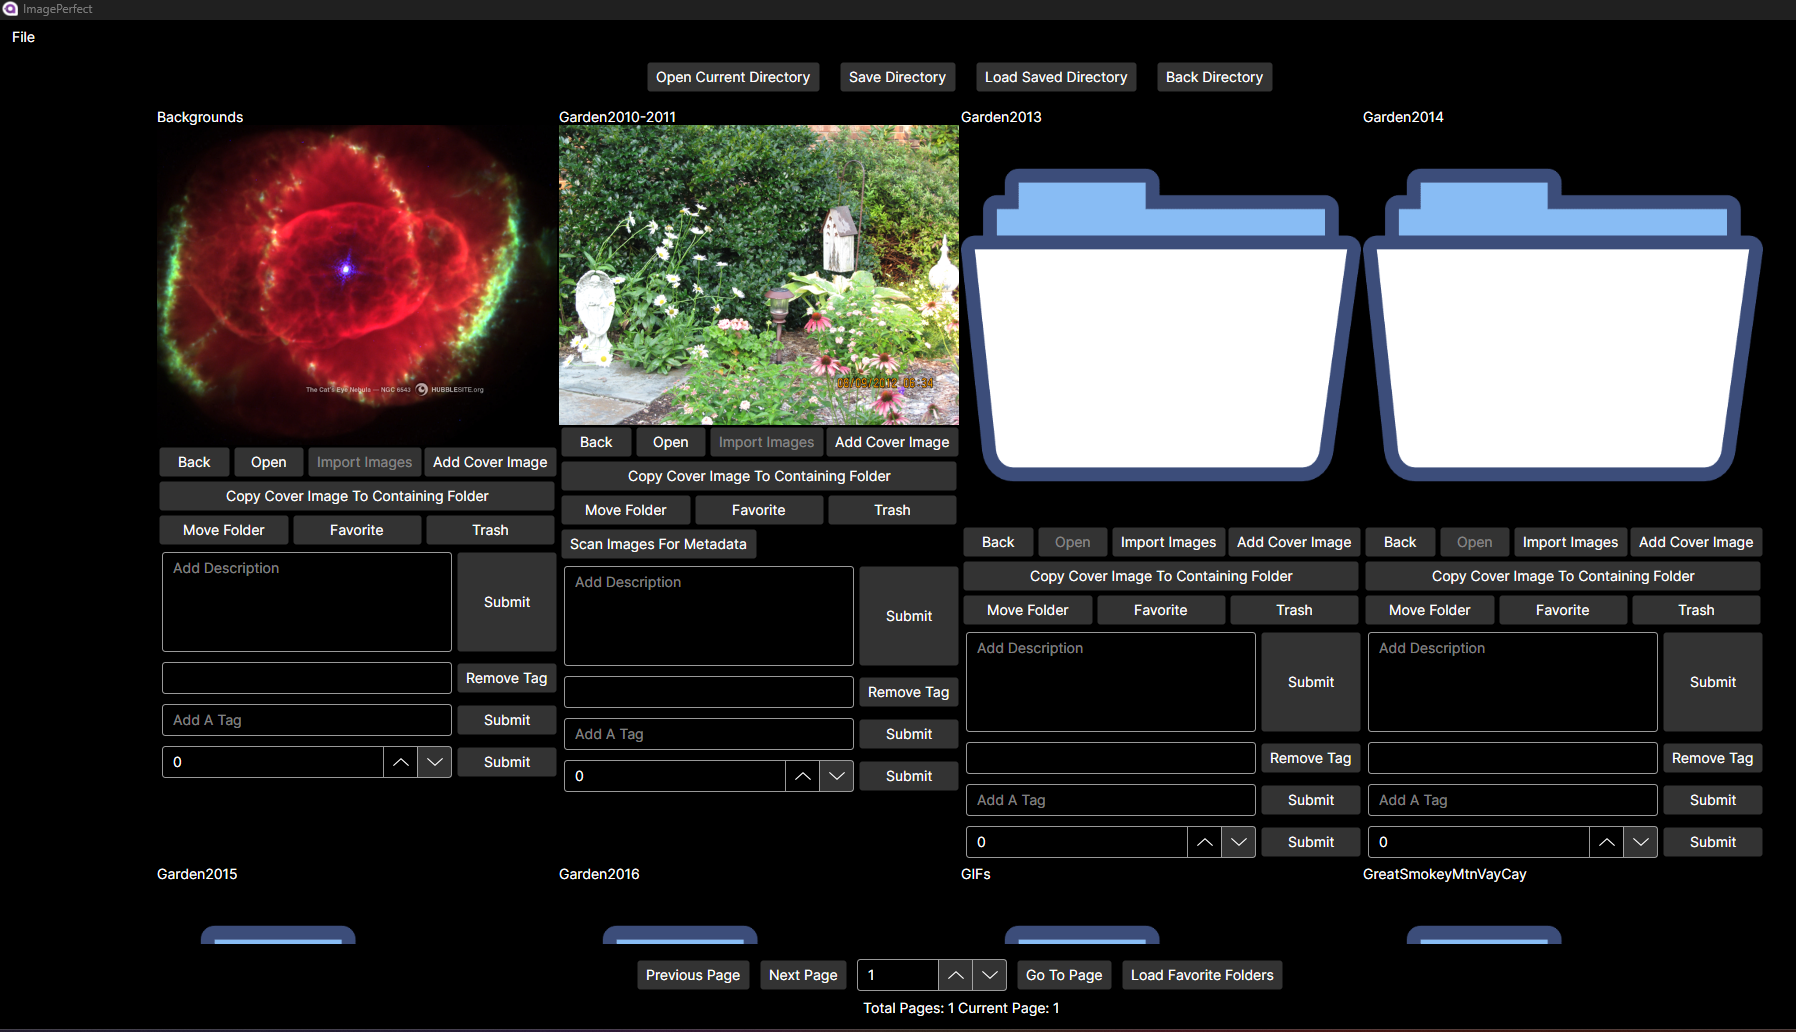 ImagePerfect
File
Open Current Directory Save Directory Load Saved Directory Back Directory
Backgrounds Garden2010-2011 Garden2013 Garden2014
The Cat's Eye Nebula — NGC 6543 HUBBLESITE.org
Back Open Import Images Add Cover Image
Copy Cover Image To Containing Folder
Move Folder Favorite Trash
Add Description Submit
Remove Tag
Add A Tag Submit
0 Submit
Back Open Import Images Add Cover Image
Copy Cover Image To Containing Folder
Move Folder Favorite Trash
Scan Images For Metadata
Add Description Submit
Remove Tag
Add A Tag Submit
0 Submit
Back Open Import Images Add Cover Image
Copy Cover Image To Containing Folder
Move Folder Favorite Trash
Add Description Submit
Remove Tag
Add A Tag Submit
0 Submit
Back Open Import Images Add Cover Image
Copy Cover Image To Containing Folder
Move Folder Favorite Trash
Add Description Submit
Remove Tag
Add A Tag Submit
0 Submit
Garden2015 Garden2016 GIFs GreatSmokeyMtnVayCay
Previous Page Next Page 1 Go To Page Load Favorite Folders
Total Pages: 1 Current Page: 1